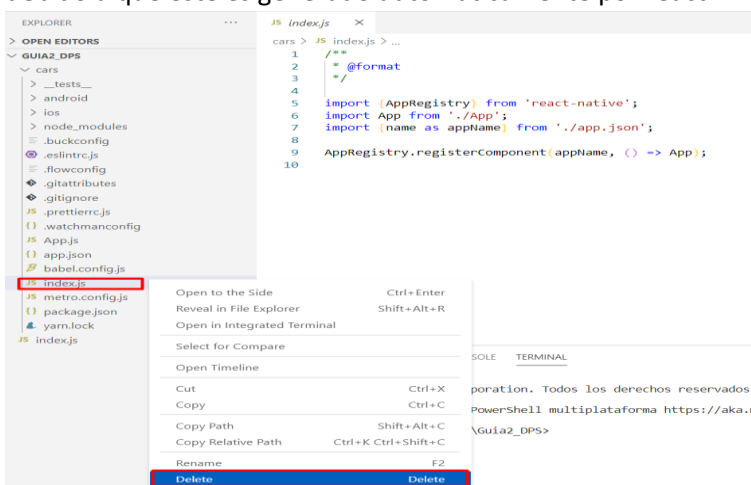 EXPLORER
OPEN EDITORS
GUIA2_DPS
cars
__tests__
android
ios
node_modules
.buckconfig
.eslintrc.js
.flowconfig
.gitattributes
.gitignore
JS .prettierrc.js
{} .watchmanconfig
JS App.js
{} app.json
babel.config.js
JS index.js
JS metro.config.js
{} package.json
yarn.lock
JS index.js
JS index.js ×
cars > JS index.js > ...
1 /**
2 * @format
3 */
4
5 import {AppRegistry} from 'react-native';
6 import App from './App';
7 import {name as appName} from './app.json';
8
9 AppRegistry.registerComponent(appName, () => App);
10
Open to the Side Ctrl+Enter
Reveal in File Explorer Shift+Alt+R
Open in Integrated Terminal
Select for Compare
Open Timeline
Cut Ctrl+X
Copy Ctrl+C
Copy Path Shift+Alt+C
Copy Relative Path Ctrl+K Ctrl+Shift+C
Rename F2
Delete Delete
SOLE TERMINAL
poration. Todos los derechos reservados
PowerShell multiplataforma https://aka.
\Guia2_DPS>